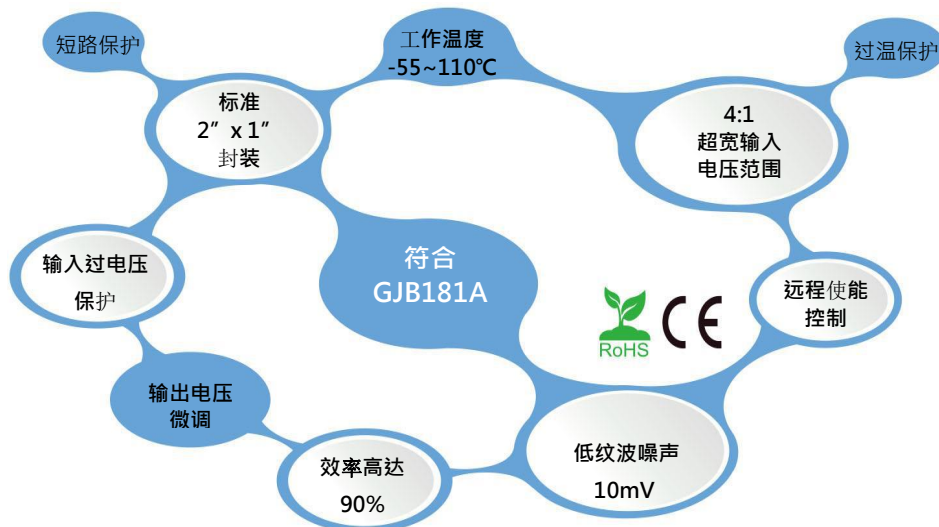 短路保护
工作温度
-55~110℃
过温保护
标准
2” x 1”
封装
4:1
超宽输入
电压范围
输入过电压
保护
符合
GJB181A
RoHS
CE
远程使能
控制
输出电压
微调
效率高达
90%
低纹波噪声
10mV